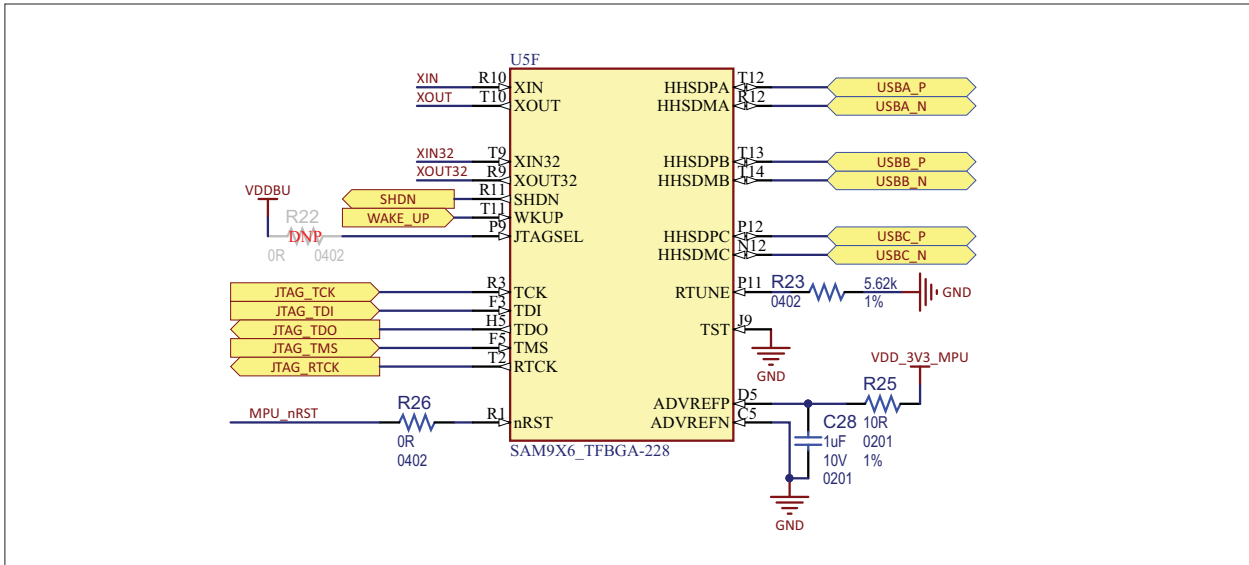 U5F
XIN R10 XIN HHSDPA T12 USBA_P
XOUT T10 XOUT HHSDMA R12 USBA_N
XIN32 T9 XIN32 HHSDPB T13 USBB_P
XOUT32 R9 XOUT32 HHSDMB T14 USBB_N
VDDBU SHDN R11 SHDN
WAKE_UP T11 WKUP
R22 DNP 0R 0402 P9 JTAGSEL HHSDPC P12 USBC_P
HHSDMC N12 USBC_N
JTAG_TCK R3 TCK RTUNE P11 R23 0402 5.62k 1% GND
JTAG_TDI F3 TDI
JTAG_TDO H5 TDO TST J9 GND
JTAG_TMS F5 TMS
JTAG_RTCK T2 RTCK
VDD_3V3_MPU
ADVREFP D5 R25 10R 0201 1%
MPU_nRST R26 0R 0402 R1 nRST ADVREFN C5 C28 1uF 10V 0201
SAM9X6_TFBGA-228
GND